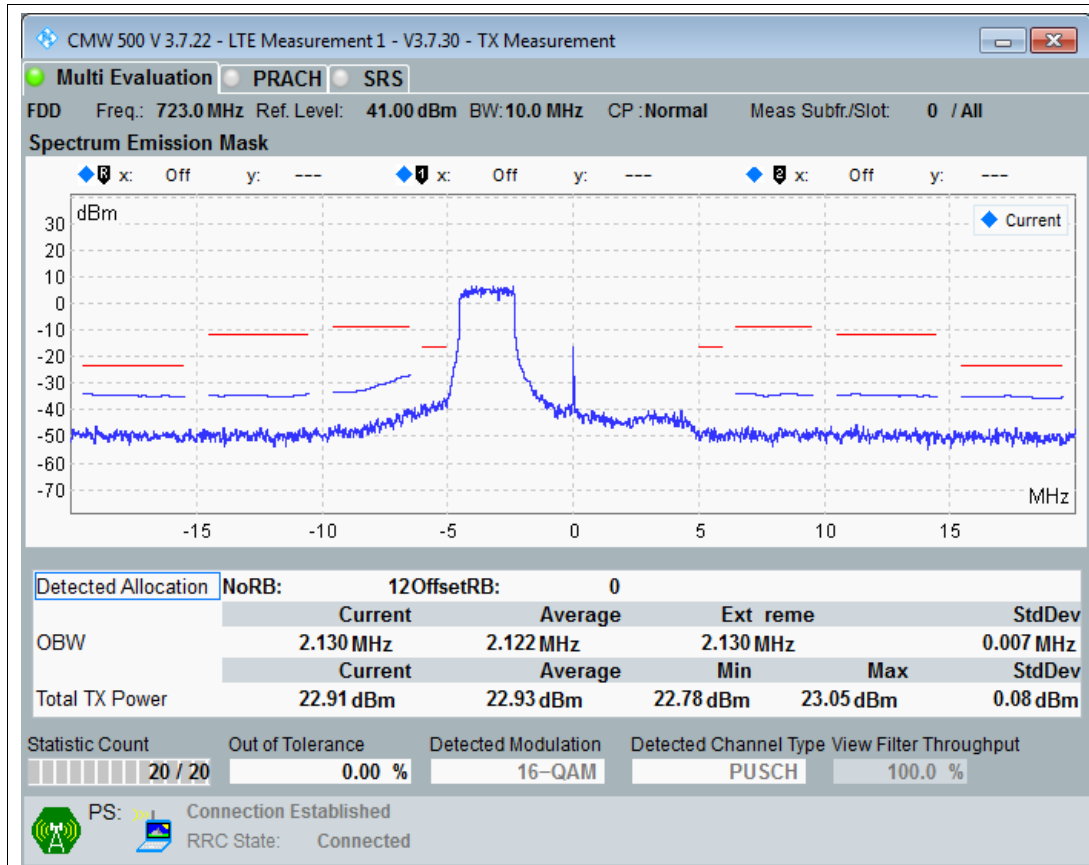 CMW 500 V 3.7.22 - LTE Measurement 1 - V3.7.30 - TX Measurement
Multi Evaluation PRACH SRS
FDD Freq.: 723.0 MHz Ref. Level: 41.00 dBm BW: 10.0 MHz CP : Normal Meas Subfr./Slot: 0 / All
Spectrum Emission Mask
R x: Off y: --- 1 x: Off y: --- 2 x: Off y: ---
dBm
Current
30
20
10
0
-10
-20
-30
-40
-50
-60
-70
MHz
-15 -10 -5 0 5 10 15
Detected Allocation NoRB: 12 OffsetRB: 0
Current Average Ext reme StdDev
OBW 2.130 MHz 2.122 MHz 2.130 MHz 0.007 MHz
Current Average Min Max StdDev
Total TX Power 22.91 dBm 22.93 dBm 22.78 dBm 23.05 dBm 0.08 dBm
Statistic Count Out of Tolerance Detected Modulation Detected Channel Type View Filter Throughput
20 / 20 0.00 % 16-QAM PUSCH 100.0 %
PS: Connection Established
RRC State: Connected